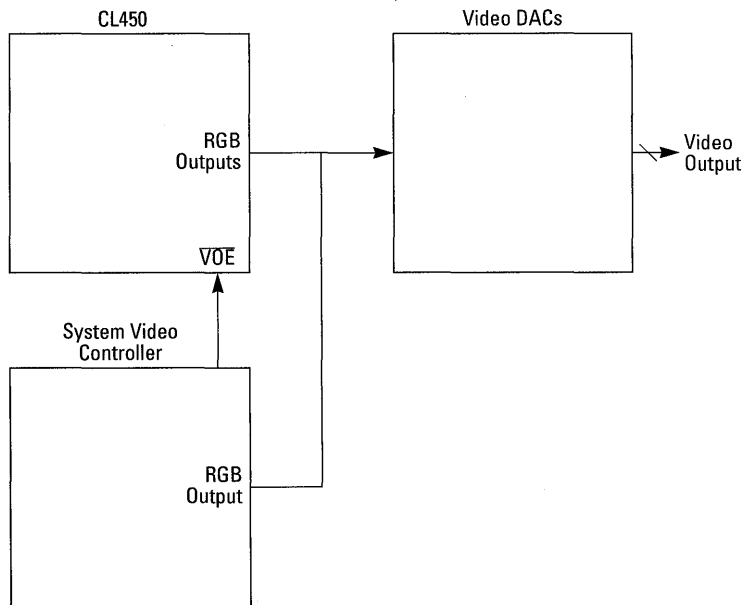 CL450
Video DACs
RGB
Outputs
Video
Output
VOE
System Video
Controller
RGB
Output